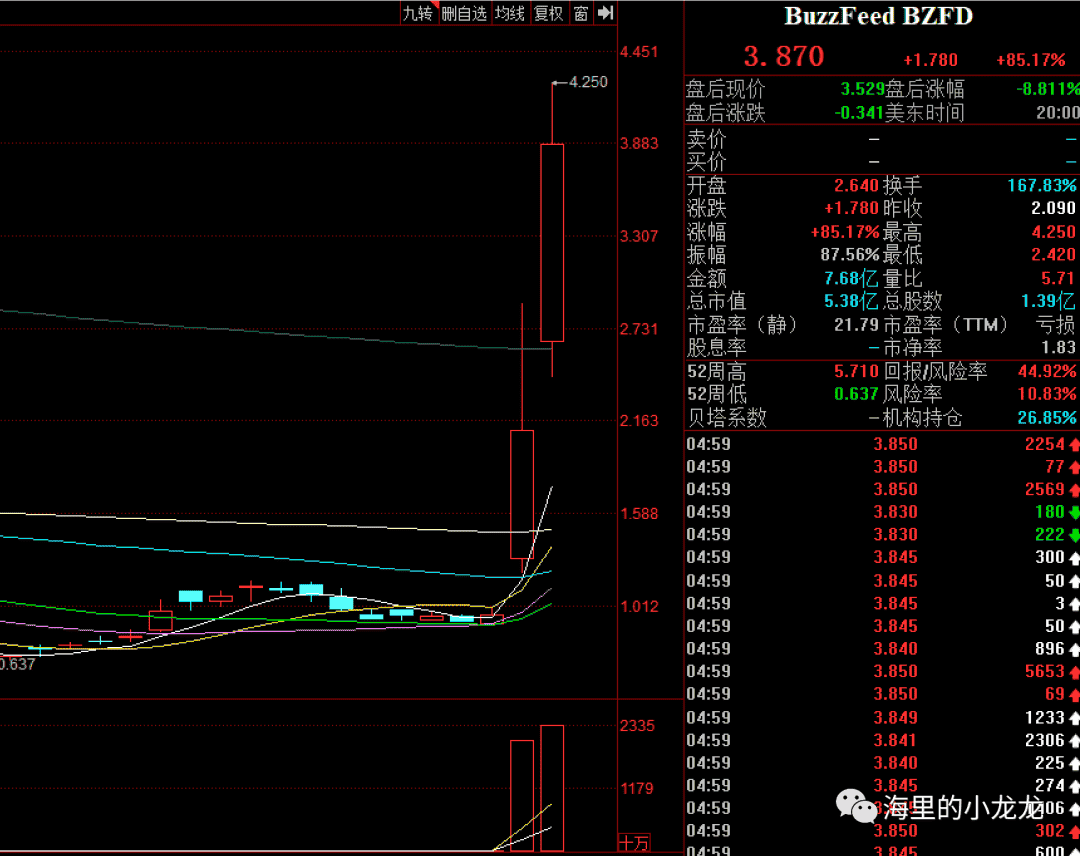 九转 删自选 均线 复权 窗
BuzzFeed BZFD
3.870 +1.780 +85.17%
盘后现价 3.529 盘后涨幅 -8.811%
盘后涨跌 -0.341 美东时间 20:00
卖价 — —
买价 — —
开盘 2.640 换手 167.83%
涨跌 +1.780 昨收 2.090
涨幅 +85.17% 最高 4.250
振幅 87.56% 最低 2.420
金额 7.68亿 量比 5.71
总市值 5.38亿 总股数 1.39亿
市盈率（静） 21.79 市盈率（TTM） 亏损
股息率 — 市净率 1.83
52周高 5.710 回报/风险率 44.92%
52周低 0.637 风险率 10.83%
贝塔系数 — 机构持仓 26.85%
04:59 3.850 2254
04:59 3.850 77
04:59 3.850 2569
04:59 3.830 180
04:59 3.830 222
04:59 3.845 300
04:59 3.845 50
04:59 3.845 3
04:59 3.845 50
04:59 3.840 896
04:59 3.850 5653
04:59 3.850 69
04:59 3.849 1233
04:59 3.841 2306
04:59 3.840 225
04:59 3.845 274
04:59
海里的小龙龙
04:59 3.850 302
04:59 3.845 600
4.451
4.250
3.883
3.307
2.731
2.163
1.588
1.012
0.637
2335
1179
十万